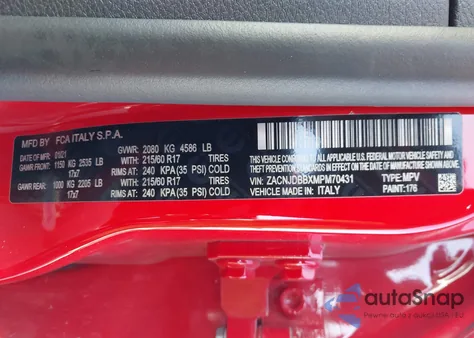 MFD BY FCA ITALY S.P.A.
01/21 GVWR: 2080 KG 4586 LB
GAWR FRONT: 1150 KG 2535 LB WITH 215/60 R17 TIRES
17x7 RIMS AT: 240 KPA(35 PSI) COLD
GAWR REAR: 1000 KG 2205 LB WITH 215/60 R17 TIRES
17x7 RIMS AT: 240 KPA(35 PSI) COLD
THIS VEHICLE CONFORMS TO ALL APPLICABLE U.S.A. FEDERAL MOTOR VEHICLE
SAFETY, BUMPER, AND THEFT PREVENTION STANDARDS IN EFFECT ON THE DATE OF
MANUFACTURE SHOWN ABOVE.
VIN: ZACNJDBBXMPM70431 TYPE: MPV
VEHICLE MADE IN: ITALY PAINT: 176
autoSnap